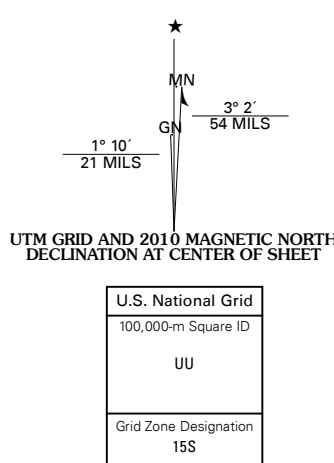 ★
MN
3° 2´
54 MILS
GN
1° 10´
21 MILS
UTM GRID AND 2010 MAGNETIC NORTH
DECLINATION AT CENTER OF SHEET
U.S. National Grid
100,000-m Square ID
UU
Grid Zone Designation
15S